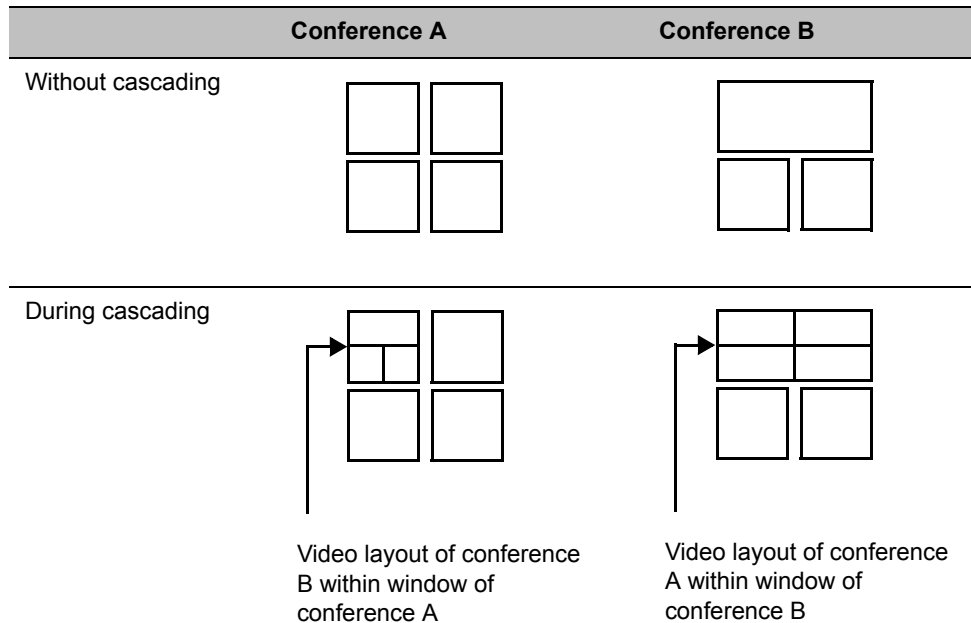 Conference A Conference B
Without cascading
During cascading
Video layout of conference
B within window of
conference A
Video layout of conference
A within window of
conference B